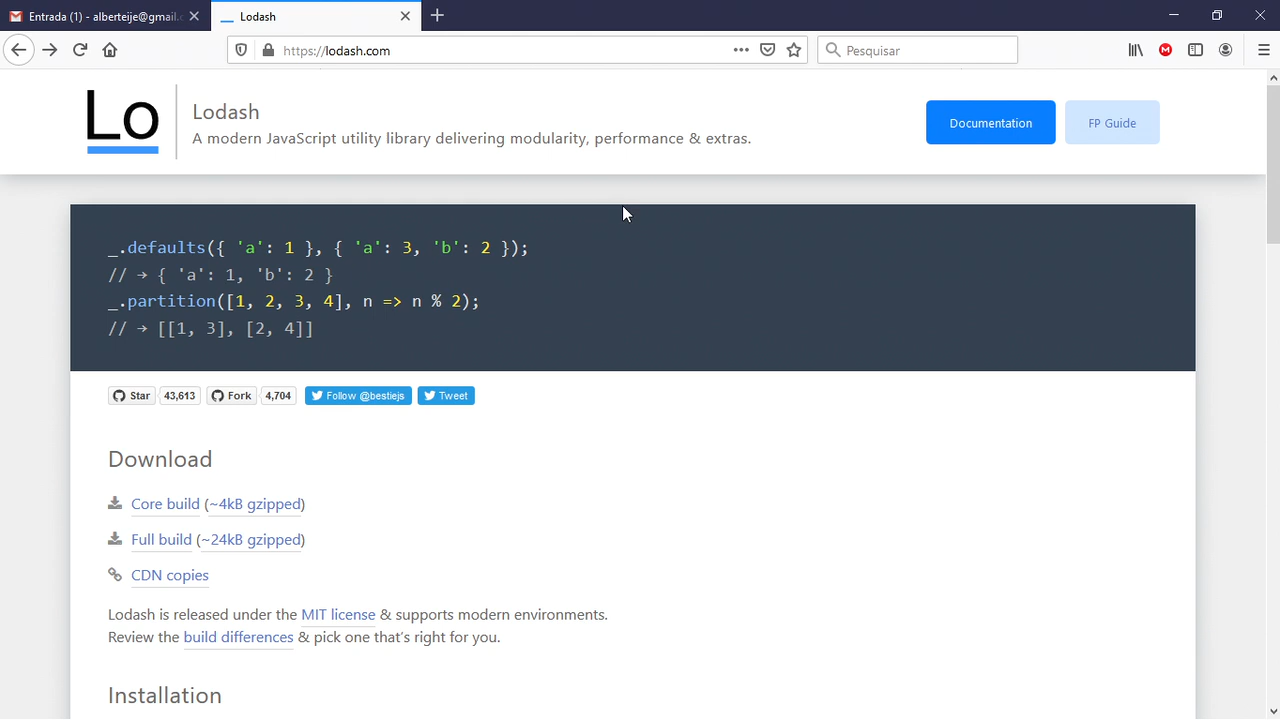 Entrada (1) - alberteije@gmail.c
Lodash
https://lodash.com
Pesquisar
Lo
Lodash
A modern JavaScript utility library delivering modularity, performance & extras.
Documentation
FP Guide
_.defaults({ 'a': 1 }, { 'a': 3, 'b': 2 });
// → { 'a': 1, 'b': 2 }
_.partition([1, 2, 3, 4], n => n % 2);
// → [[1, 3], [2, 4]]
Star 43,613 Fork 4,704 Follow @bestiejs Tweet
Download
Core build (~4kB gzipped)
Full build (~24kB gzipped)
CDN copies
Lodash is released under the MIT license & supports modern environments.
Review the build differences & pick one that's right for you.
Installation